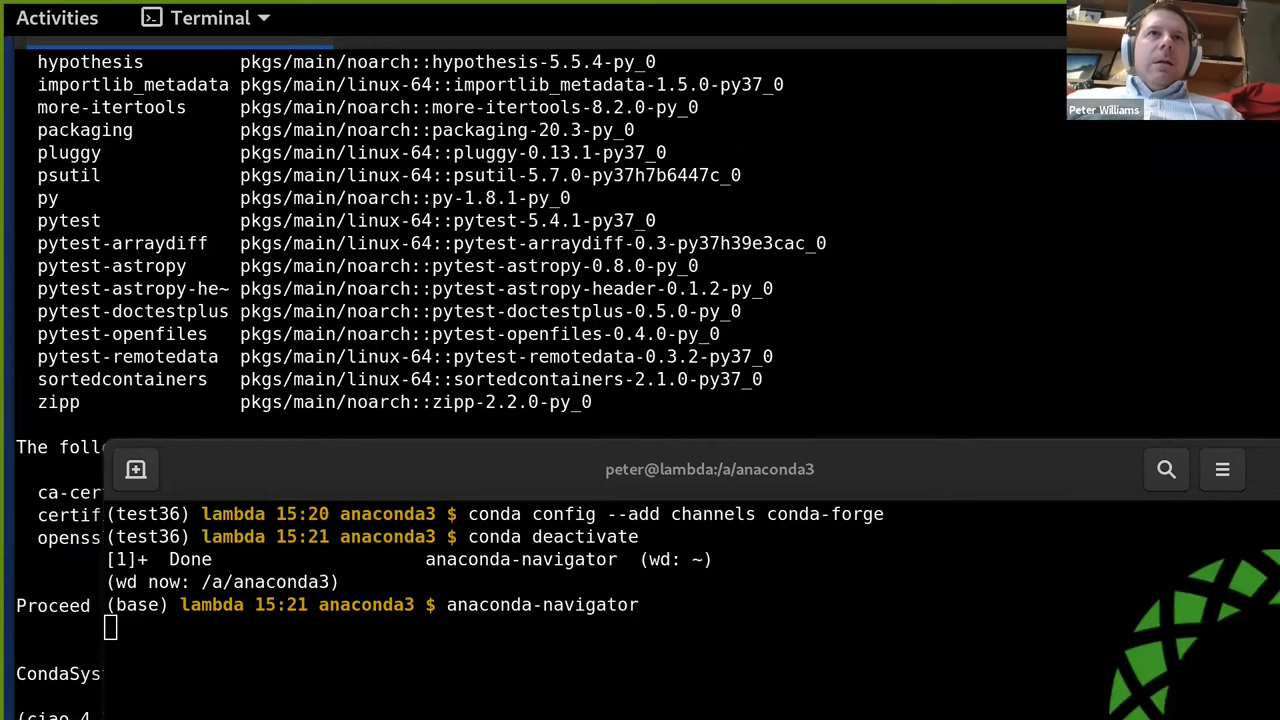 Activities Terminal
hypothesis pkgs/main/noarch::hypothesis-5.5.4-py_0
importlib_metadata pkgs/main/linux-64::importlib_metadata-1.5.0-py37_0
more-itertools pkgs/main/noarch::more-itertools-8.2.0-py_0
packaging pkgs/main/noarch::packaging-20.3-py_0
pluggy pkgs/main/linux-64::pluggy-0.13.1-py37_0
psutil pkgs/main/linux-64::psutil-5.7.0-py37h7b6447c_0
py pkgs/main/noarch::py-1.8.1-py_0
pytest pkgs/main/linux-64::pytest-5.4.1-py37_0
pytest-arraydiff pkgs/main/linux-64::pytest-arraydiff-0.3-py37h39e3cac_0
pytest-astropy pkgs/main/noarch::pytest-astropy-0.8.0-py_0
pytest-astropy-he~ pkgs/main/noarch::pytest-astropy-header-0.1.2-py_0
pytest-doctestplus pkgs/main/noarch::pytest-doctestplus-0.5.0-py_0
pytest-openfiles pkgs/main/noarch::pytest-openfiles-0.4.0-py_0
pytest-remotedata pkgs/main/linux-64::pytest-remotedata-0.3.2-py37_0
sortedcontainers pkgs/main/linux-64::sortedcontainers-2.1.0-py37_0
zipp pkgs/main/noarch::zipp-2.2.0-py_0
Peter Williams
The foll
ca-cer
certif
openss
Proceed
CondaSys
(ciao-4
peter@lambda:/a/anaconda3
(test36) lambda 15:20 anaconda3 $ conda config --add channels conda-forge
(test36) lambda 15:21 anaconda3 $ conda deactivate
[1]+ Done anaconda-navigator (wd: ~)
(wd now: /a/anaconda3)
(base) lambda 15:21 anaconda3 $ anaconda-navigator